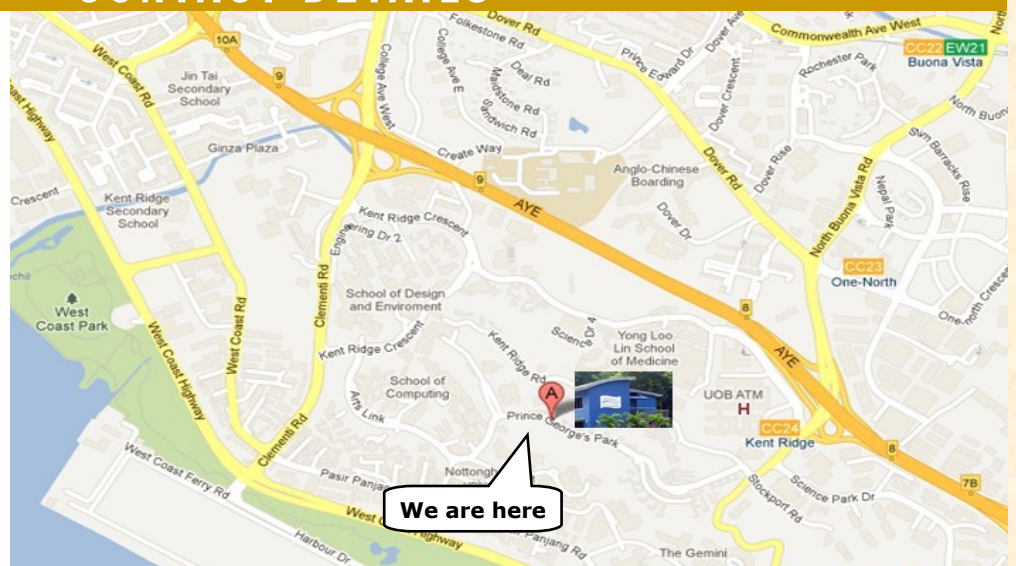 CONTACT DETAILS
Dover Rd
Folkestone Rd
Dover Ave
Commonwealth Ave West
West Coast Rd
10A
College Ave West
College Ave E
Deal Rd
Prince Edward Dr
Rochester Park
CC22 EW21
Buona Vista
Jin Tai
Secondary
School
9
Maidstone Rd
Sandwich Rd
Dover Crescent
North Buona
Ginza Plaza
Create Way
Anglo-Chinese
Boarding
Dover Rd
Dover Rise
North Buona Vista Rd
Swn Barracks Rise
Nepal Park
Crescent
Kent Ridge
Secondary
School
9
AYE
Kent Ridge Crescent
Engineering Dr 2
Dover Dr
CC23
One-North
West
Coast Park
School of Design
and Enviroment
Clementi Rd
8
One-north Crescent
West Coast Highway
West Coast Rd
Kent Ridge Crescent
Science Dr 4
Kent Ridge Rd
Yong Loo
Lin School
of Medicine
AYE
School of
Computing
Arts Link
A
Prince George's Park
UOB ATM
H
CC24
Kent Ridge
Clementi Rd
8
West Coast Ferry Rd
Pasir Panjang
7B
We are here
Stockport Rd
Science Park Dr
Harbour Dr
Panjang Rd
The Gemini